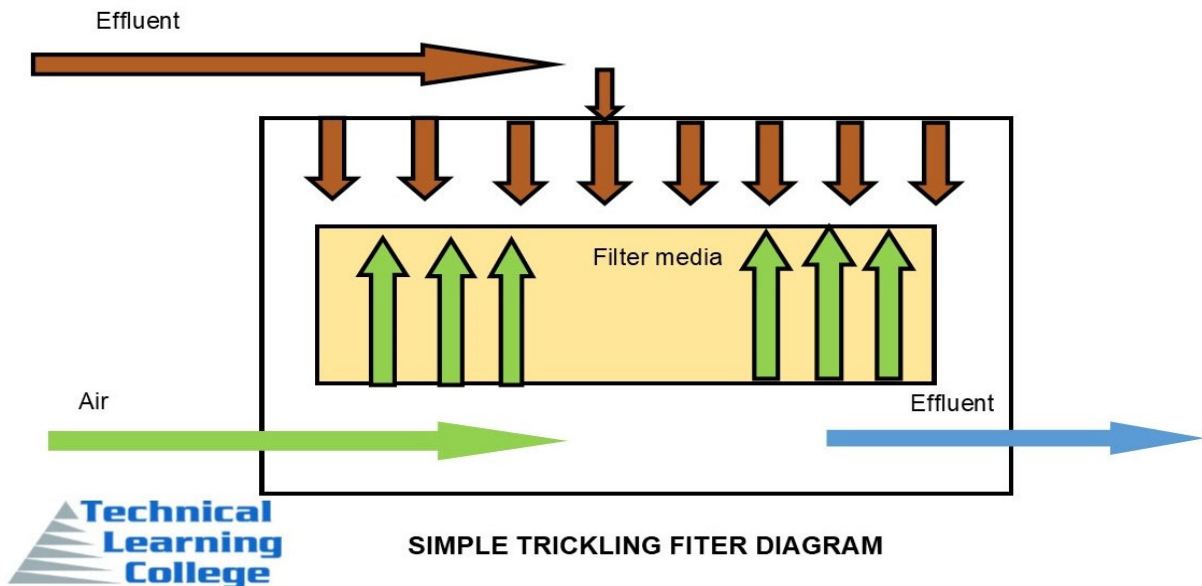 Effluent
Filter media
Air
Effluent
Technical
Learning
College
SIMPLE TRICKLING FITER DIAGRAM